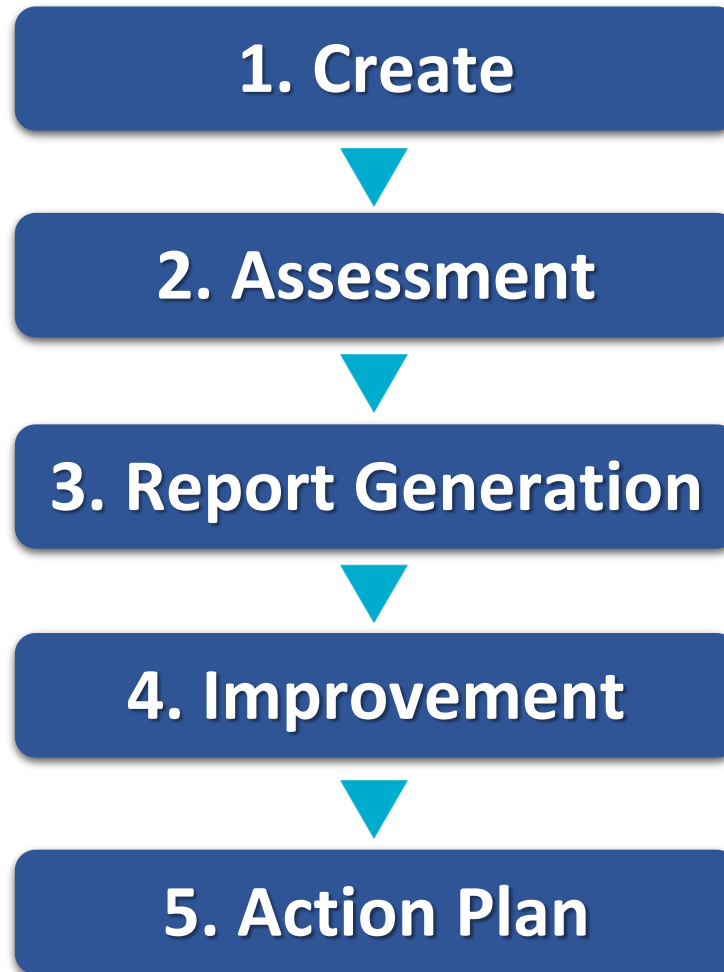 1. Create
2. Assessment
3. Report Generation
4. Improvement
5. Action Plan